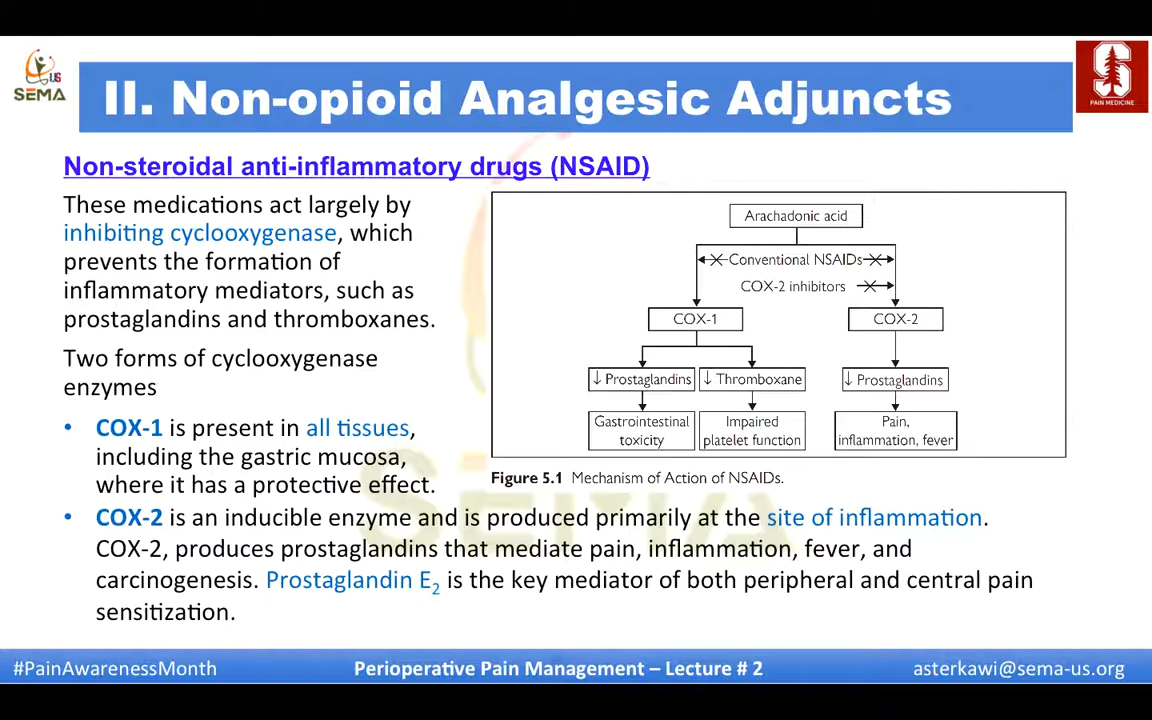 US
SEMA
II. Non-opioid Analgesic Adjuncts
S
PAIN MEDICINE
Non-steroidal anti-inflammatory drugs (NSAID)
These medications act largely by
inhibiting cyclooxygenase, which
prevents the formation of
inflammatory mediators, such as
prostaglandins and thromboxanes.
Two forms of cyclooxygenase
enzymes
• COX-1 is present in all tissues,
including the gastric mucosa,
where it has a protective effect.
• COX-2 is an inducible enzyme and is produced primarily at the site of inflammation.
COX-2, produces prostaglandins that mediate pain, inflammation, fever, and
carcinogenesis. Prostaglandin E2 is the key mediator of both peripheral and central pain
sensitization.
Arachadonic acid
Conventional NSAIDs
COX-2 inhibitors
COX-1
COX-2
↓ Prostaglandins
↓ Thromboxane
↓ Prostaglandins
Gastrointestinal
toxicity
Impaired
platelet function
Pain,
inflammation, fever
Figure 5.1 Mechanism of Action of NSAIDs.
SEMA
#PainAwarenessMonth
Perioperative Pain Management – Lecture # 2
asterkawi@sema-us.org